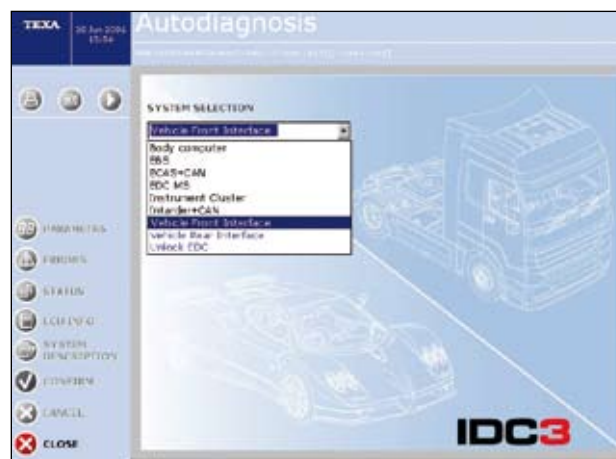 TEXA
Autodiagnosis
SYSTEM SELECTION
Vehicle Front Interface
Body computer
EBS
ECAS+CAN
EDC MS
Instrument Cluster
Intarder+CAN
Vehicle Front Interface
Vehicle Rear Interface
Unlock EDC
PARAMETERS
ERRORS
STATUS
ECU INFO
SYSTEM
DESCRIPTION
CONFIRM
CANCEL
CLOSE
IDC3